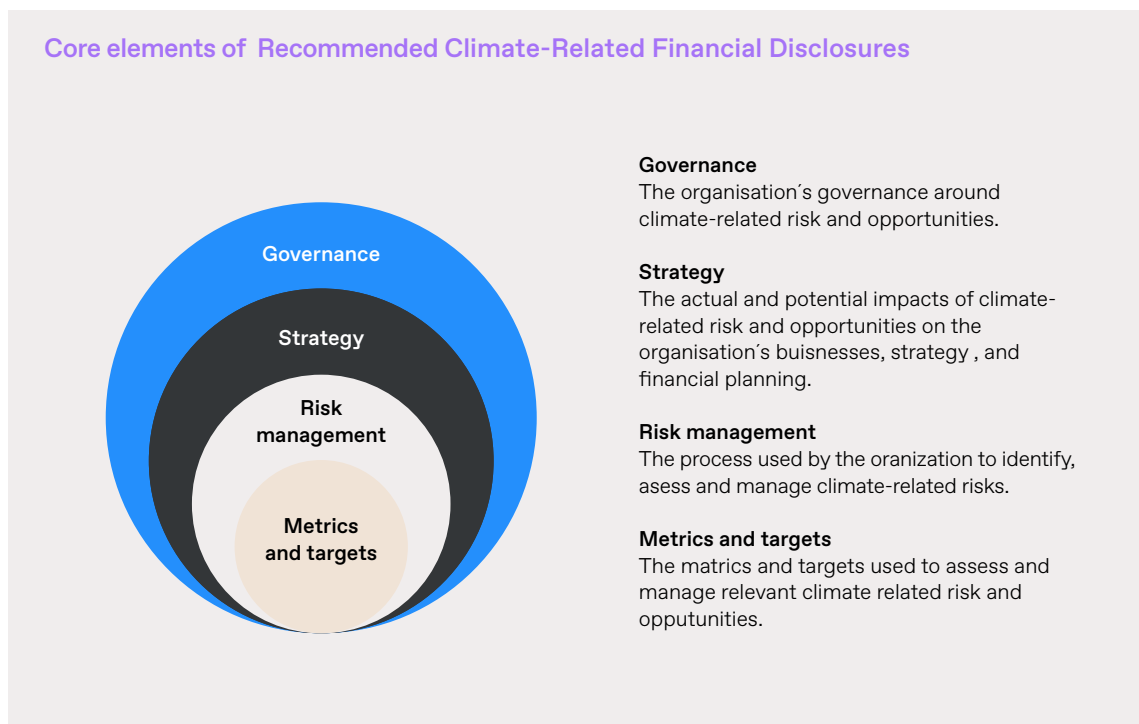 Core elements of  Recommended Climate-Related Financial Disclosures
Governance
Strategy
Risk
management
Metrics
and targets
Governance
The organisation´s governance around
climate-related risk and opportunities.
Strategy
The actual and potential impacts of climate-
related risk and opportunities on the
organisation´s buisnesses, strategy , and
financial planning.
Risk management
The process used by the oranization to identify,
asess and manage climate-related risks.
Metrics and targets
The matrics and targets used to assess and
manage relevant climate related risk and
opputunities.